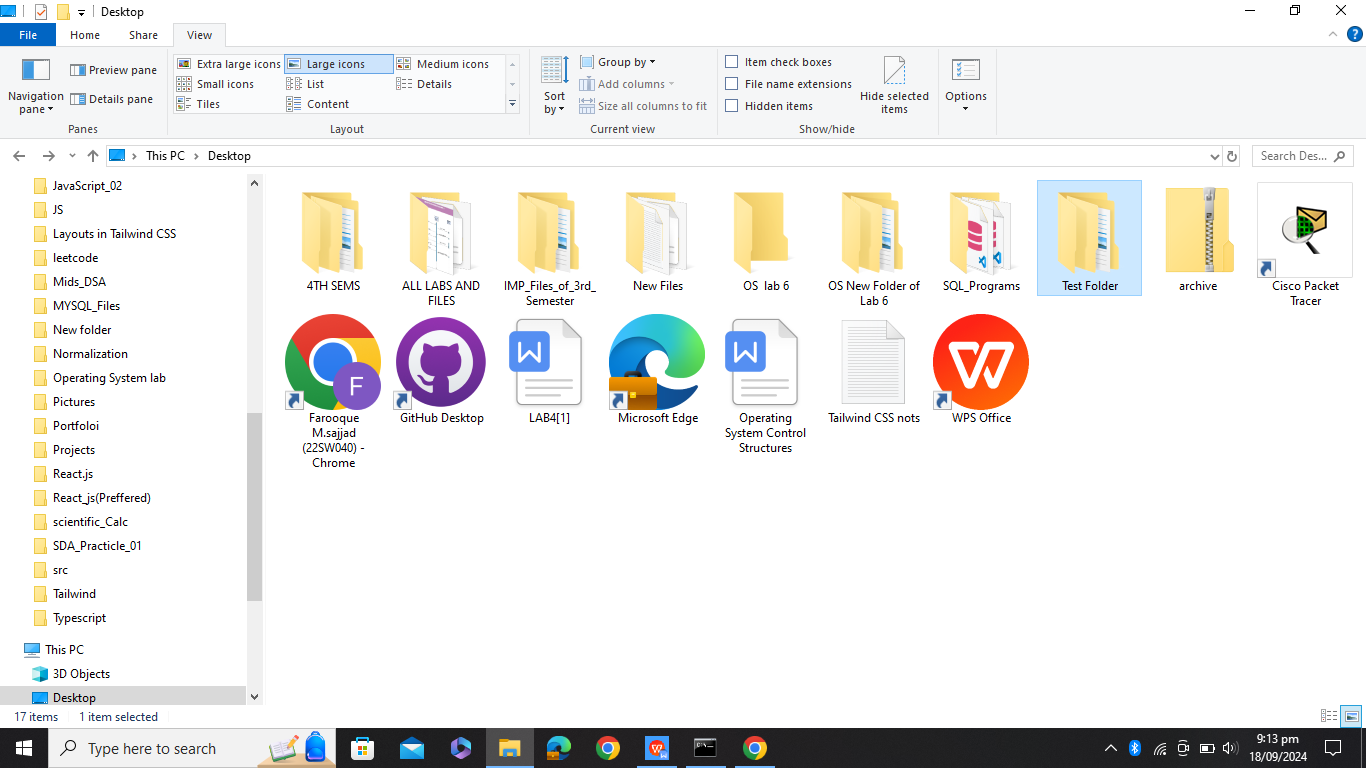 Desktop
File
Home
Share
View
Navigation
pane
Preview pane
Details pane
Panes
Extra large icons
Large icons
Medium icons
Small icons
List
Details
Tiles
Content
Layout
Sort
by
Group by
Add columns
Size all columns to fit
Current view
Item check boxes
File name extensions
Hidden items
Hide selected
items
Show/hide
Options
This PC
Desktop
Search Des...
JavaScript_02
JS
Layouts in Tailwind CSS
leetcode
Mids_DSA
MYSQL_Files
New folder
Normalization
Operating System lab
Pictures
Portfoloi
Projects
React.js
React_js(Preffered)
scientific_Calc
SDA_Practicle_01
src
Tailwind
Typescript
This PC
3D Objects
Desktop
4TH SEMS
ALL LABS AND
FILES
IMP_Files_of_3rd_
Semester
New Files
OS  lab 6
OS New Folder of
Lab 6
SQL_Programs
Test Folder
archive
Cisco Packet
Tracer
F
Farooque
M.sajjad
(22SW040) -
Chrome
GitHub Desktop
W
LAB4[1]
Microsoft Edge
W
Operating
System Control
Structures
Tailwind CSS nots
W
WPS Office
17 items
1 item selected
Type here to search
9:13 pm
18/09/2024